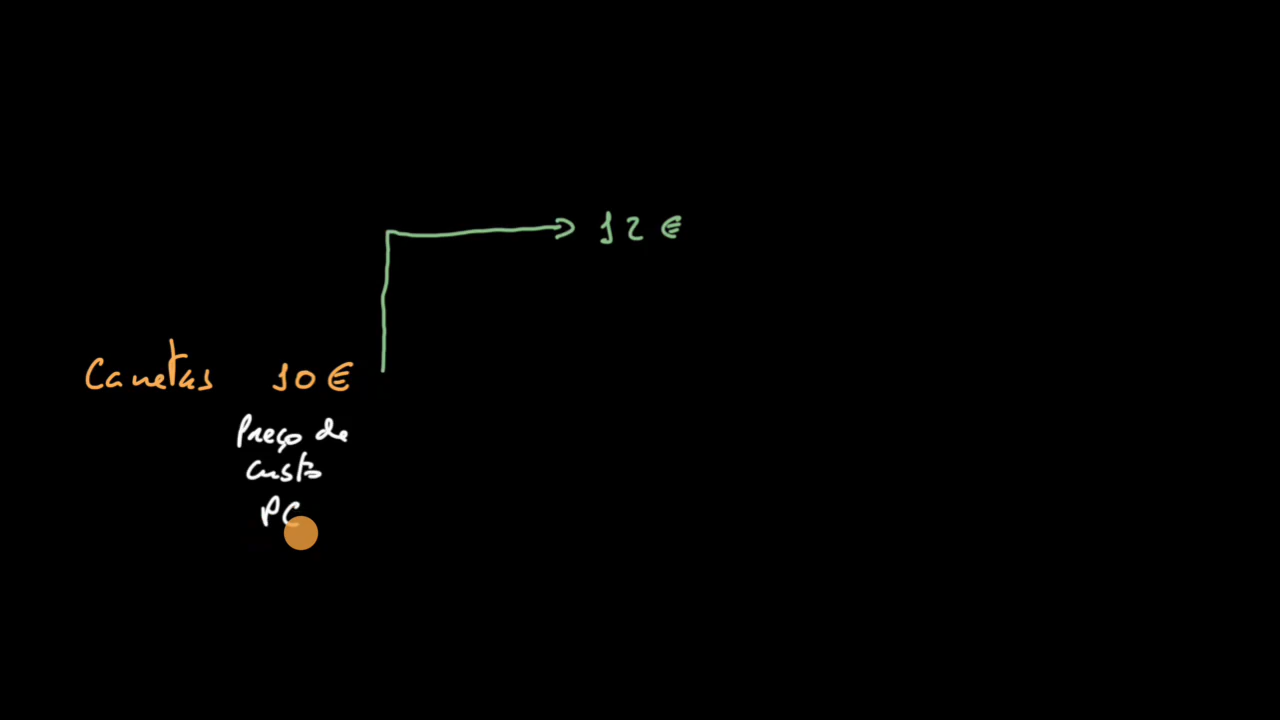 12 €
Canetas 10 €
Preço de
custo
PC